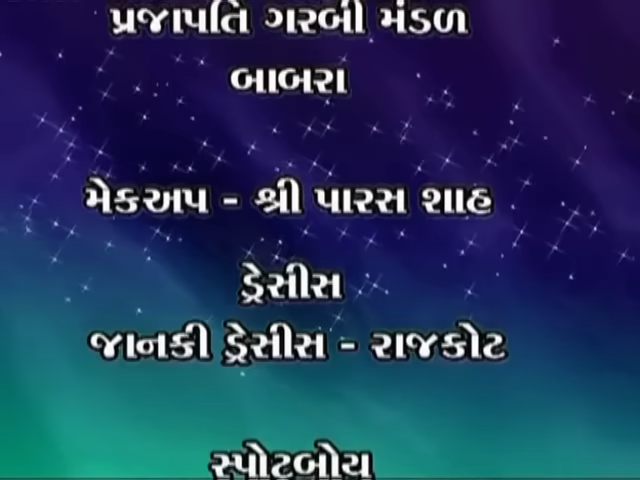 પ્રજાપતિ ગરબી મંડળ
બાબરા
મેકઅપ - શ્રી પારસ શાહ
ડ્રેસીસ
જાનકી ડ્રેસીસ - રાજકોટ
સ્પોટબોય